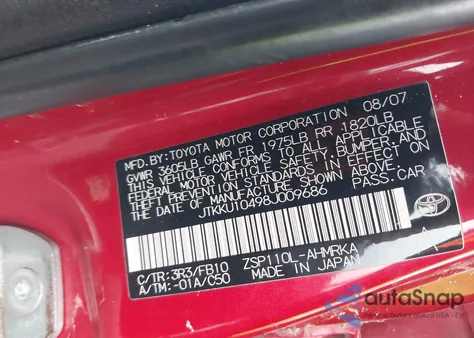 MFD. BY: TOYOTA MOTOR CORPORATION 08/07
GVWR 3605LB GAWR FR 1975LB RR 1820LB
THIS VEHICLE CONFORMS TO ALL APPLICABLE
FEDERAL MOTOR VEHICLE SAFETY, BUMPER, AND
THEFT PREVENTION STANDARDS IN EFFECT ON
THE DATE OF MANUFACTURE SHOWN ABOVE.
JTKKU10498J009686 PASS. CAR
C/TR: 3R3/FB10 ZSP110L-AHMRKA
A/TM: -01A/C50 MADE IN JAPAN
TOYOTA
autoSnap